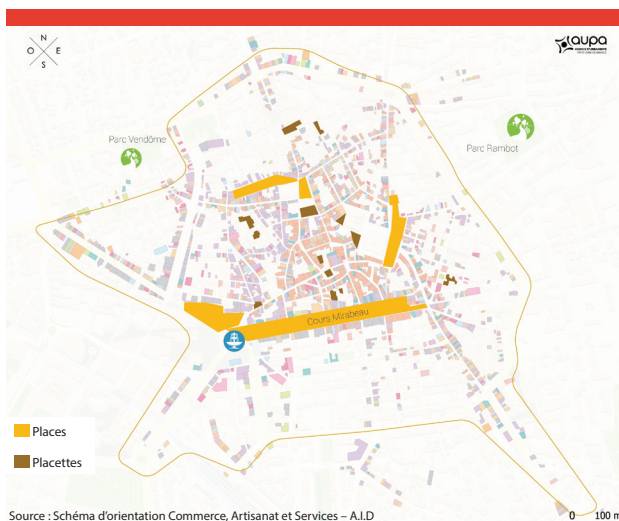 N
O E
S
aupa
Parc Vendôme
Parc Rambot
Cours Mirabeau
Places
Placettes
Source : Schéma d'orientation Commerce, Artisanat et Services – A.I.D
0 100 m